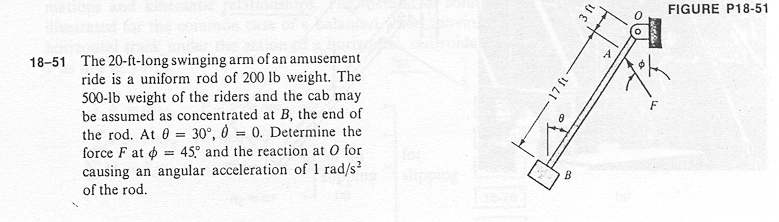 FIGURE P18-51
18–51 The 20-ft-long swinging arm of an amusement
ride is a uniform rod of 200 lb weight. The
500-lb weight of the riders and the cab may
be assumed as concentrated at B, the end of
the rod. At θ = 30°, θ̇ = 0. Determine the
force F at ϕ = 45° and the reaction at O for
causing an angular acceleration of 1 rad/s²
of the rod.
3 ft
O
A
ϕ
17 ft
F
θ
B